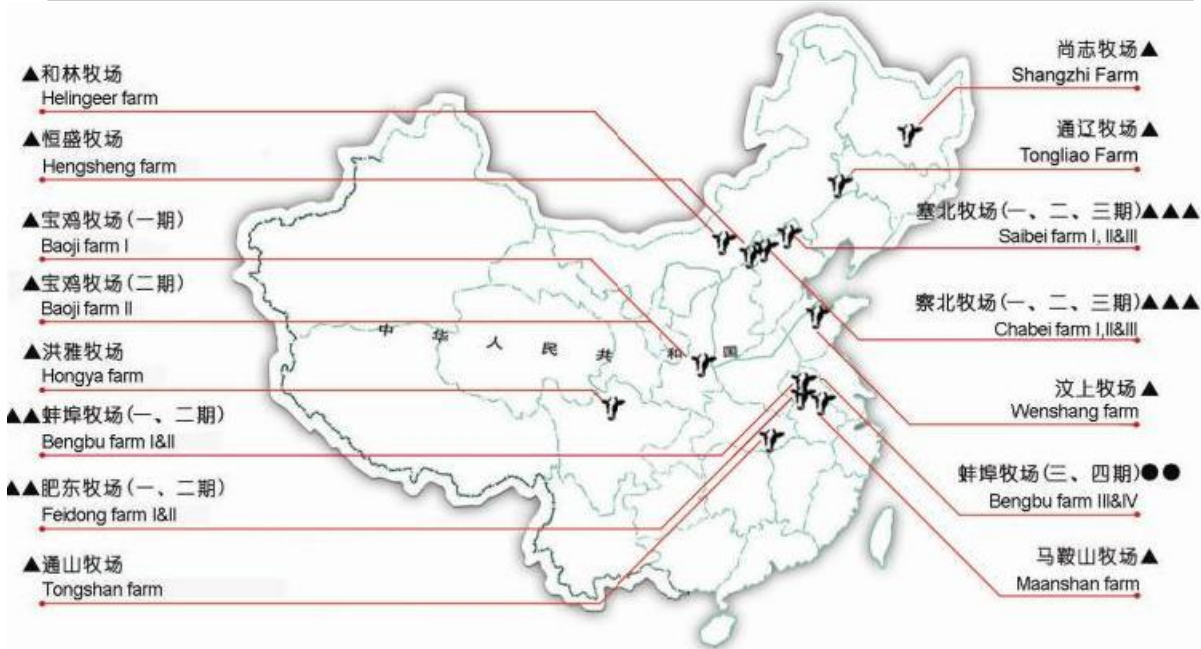 ▲和林牧场
Helingeer farm
▲恒盛牧场
Hengsheng farm
▲宝鸡牧场(一期)
Baoji farm I
▲宝鸡牧场(二期)
Baoji farm II
▲洪雅牧场
Hongya farm
▲▲蚌埠牧场(一、二期)
Bengbu farm I&II
▲▲肥东牧场(一、二期)
Feidong farm I&II
▲通山牧场
Tongshan farm
中华人民共和国
尚志牧场▲
Shangzhi Farm
通辽牧场▲
Tongliao Farm
塞北牧场(一、二、三期)▲▲▲
Saibei farm I, II&III
察北牧场(一、二、三期)▲▲▲
Chabei farm I,II&III
汶上牧场▲
Wenshang farm
蚌埠牧场(三、四期)●●
Bengbu farm III&IV
马鞍山牧场▲
Maanshan farm